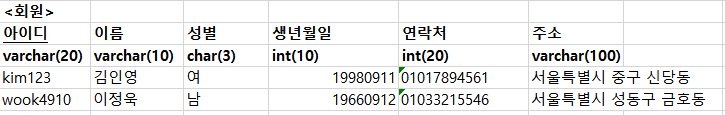 <회원>
아이디 이름 성별 생년월일 연락처 주소
varchar(20) varchar(10) char(3) int(10) int(20) varchar(100)
kim123 김인영 여 19980911 01017894561 서울특별시 중구 신당동
wook4910 이정욱 남 19660912 01033215546 서울특별시 성동구 금호동